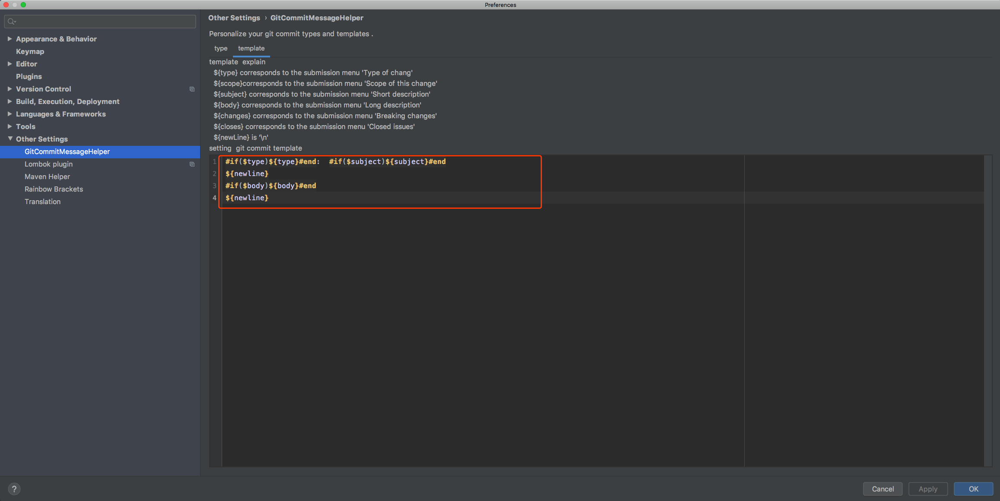 Preferences
Appearance & Behavior
Keymap
Editor
Plugins
Version Control
Build, Execution, Deployment
Languages & Frameworks
Tools
Other Settings
GitCommitMessageHelper
Lombok plugin
Maven Helper
Rainbow Brackets
Translation
Other Settings › GitCommitMessageHelper
Personalize your git commit types and templates .
type template
template explain
${type} corresponds to the submission menu 'Type of chang'
${scope}corresponds to the submission menu 'Scope of this change'
${subject} corresponds to the submission menu 'Short description'
${body} corresponds to the submission menu 'Long description'
${changes} corresponds to the submission menu 'Breaking changes'
${closes} corresponds to the submission menu 'Closed issues'
${newLine} is '\n'
setting git commit template
1 #if($type)${type}#end: #if($subject)${subject}#end
2 ${newline}
3 #if($body)${body}#end
4 ${newline}
?
Cancel Apply OK